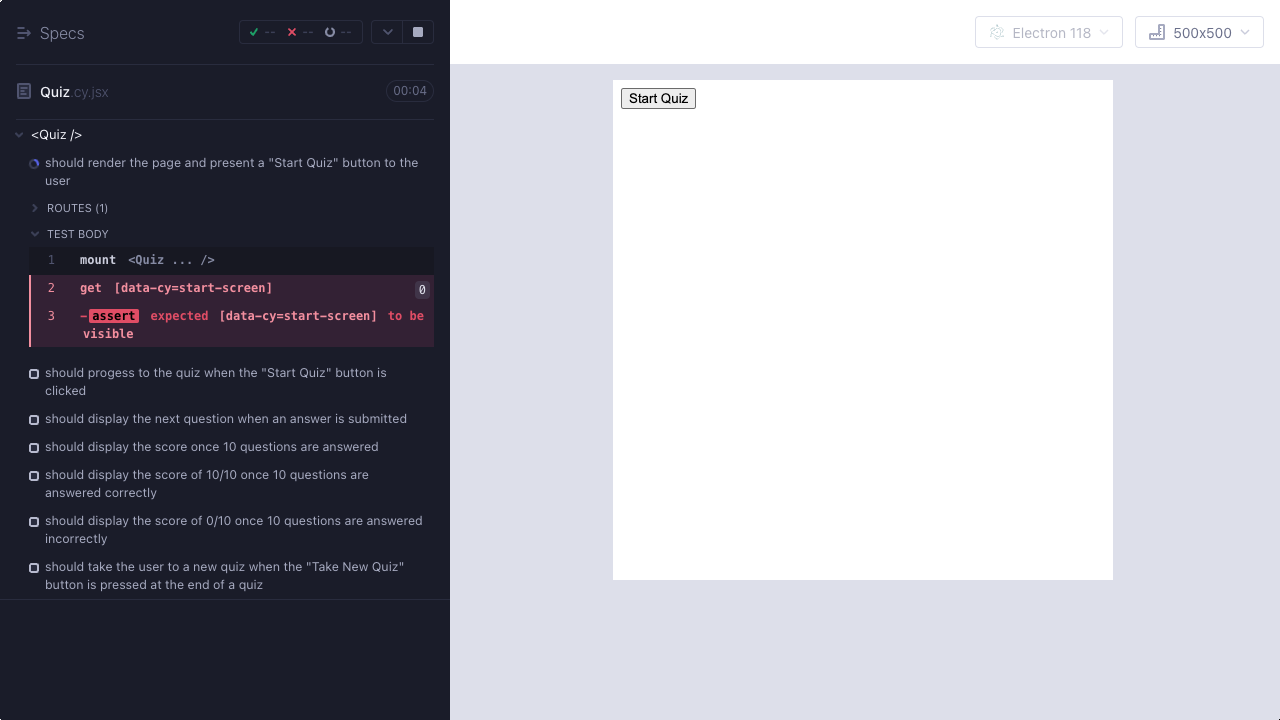 Specs
--
--
--
Quiz.cy.jsx
00:04
<Quiz />
should render the page and present a "Start Quiz" button to the
user
ROUTES (1)
TEST BODY
1 mount <Quiz ... />
2 get [data-cy=start-screen] 0
3 -assert expected [data-cy=start-screen] to be
visible
should progess to the quiz when the "Start Quiz" button is
clicked
should display the next question when an answer is submitted
should display the score once 10 questions are answered
should display the score of 10/10 once 10 questions are
answered correctly
should display the score of 0/10 once 10 questions are answered
incorrectly
should take the user to a new quiz when the "Take New Quiz"
button is pressed at the end of a quiz
Electron 118
500x500
Start Quiz